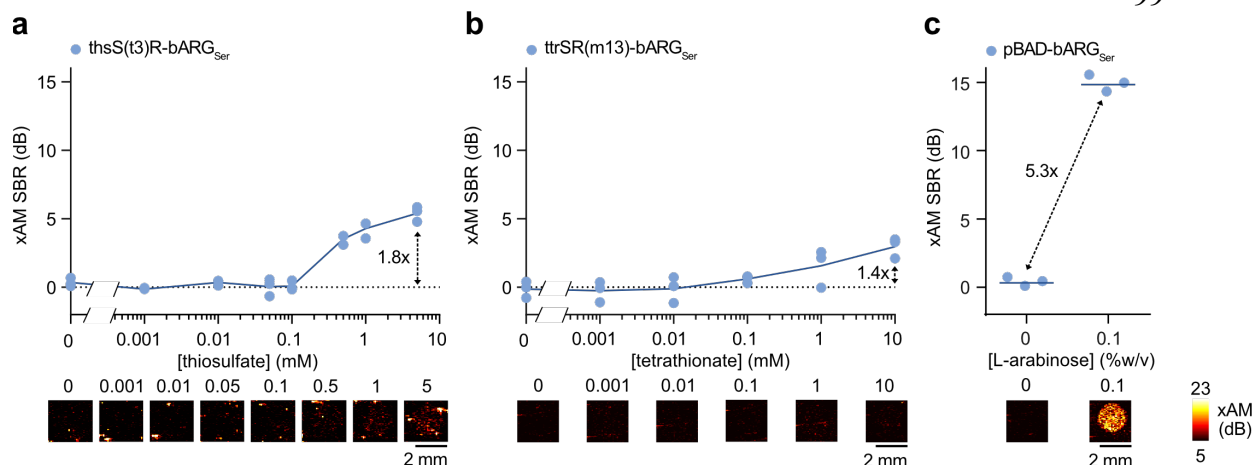 a
thsS(t3)R-bARGSer
xAM SBR (dB)
15
10
5
0
1.8x
0 0.001 0.01 0.1 1 10
[thiosulfate] (mM)
0 0.001 0.01 0.05 0.1 0.5 1 5
2 mm
b
ttrSR(m13)-bARGSer
xAM SBR (dB)
15
10
5
0
1.4x
0 0.001 0.01 0.1 1 10
[tetrathionate] (mM)
0 0.001 0.01 0.1 1 10
2 mm
c
pBAD-bARGSer
xAM SBR (dB)
15
10
5
0
5.3x
0 0.1
[L-arabinose] (%w/v)
0 0.1
2 mm
23
xAM
(dB)
5